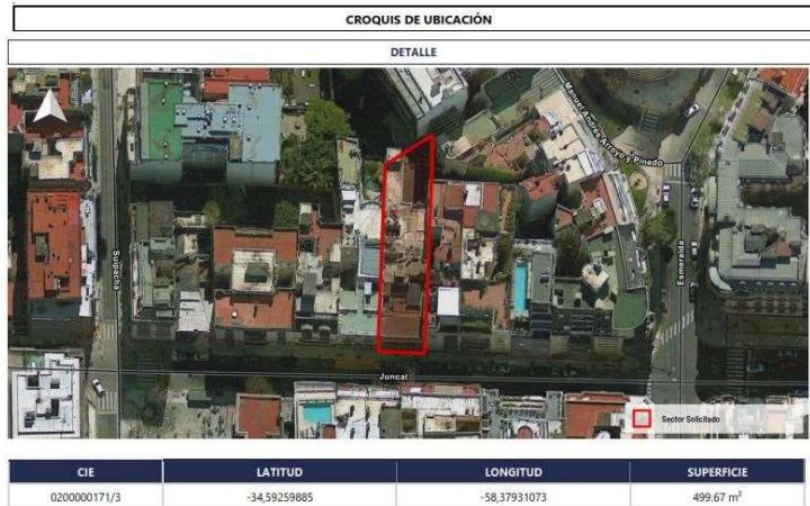 CROQUIS DE UBICACIÓN
DETALLE
Manuel Andres Arroyo y Pinedo
Suipacha
Esmeralda
Juncal
Sector Solicitado
CIE LATITUD LONGITUD SUPERFICIE
0200000171/3 -34,59259885 -58,37931073 499.67 m²